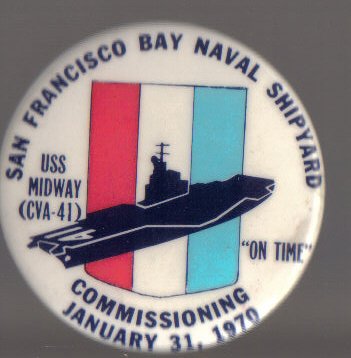 SAN FRANCISCO BAY NAVAL SHIPYARD
USS
MIDWAY
(CVA-41)
"ON TIME"
COMMISSIONING
JANUARY 31, 1970